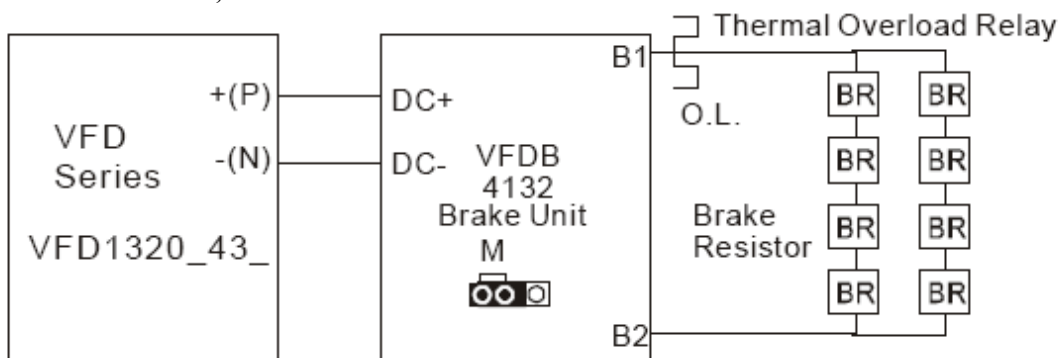 +(P)
-(N)
VFD
Series
VFD1320_43_
DC+
DC-
VFDB
4132
Brake Unit
M
B1
B2
Thermal Overload Relay
O.L.
Brake
Resistor
BR BR
BR BR
BR BR
BR BR